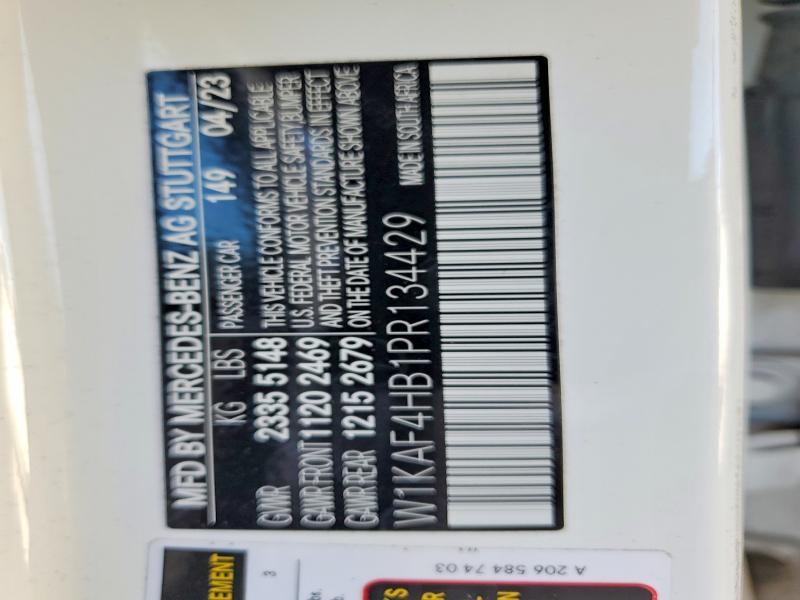 MFD BY MERCEDES-BENZ AG STUTTGART
KG LBS PASSENGER CAR 149 04/23
GVWR 2335 5148 THIS VEHICLE CONFORMS TO ALL APPLICABLE
GAWR FRONT 1120 2469 U.S. FEDERAL MOTOR VEHICLE SAFETY BUMPER
GAWR REAR 1215 2679 AND THEFT PREVENTION STANDARDS IN EFFECT
ON THE DATE OF MANUFACTURE SHOWN ABOVE
W1KAF4HB1PR134429 MADE IN SOUTH AFRICA
EMENT
3
A 206 584 74 03